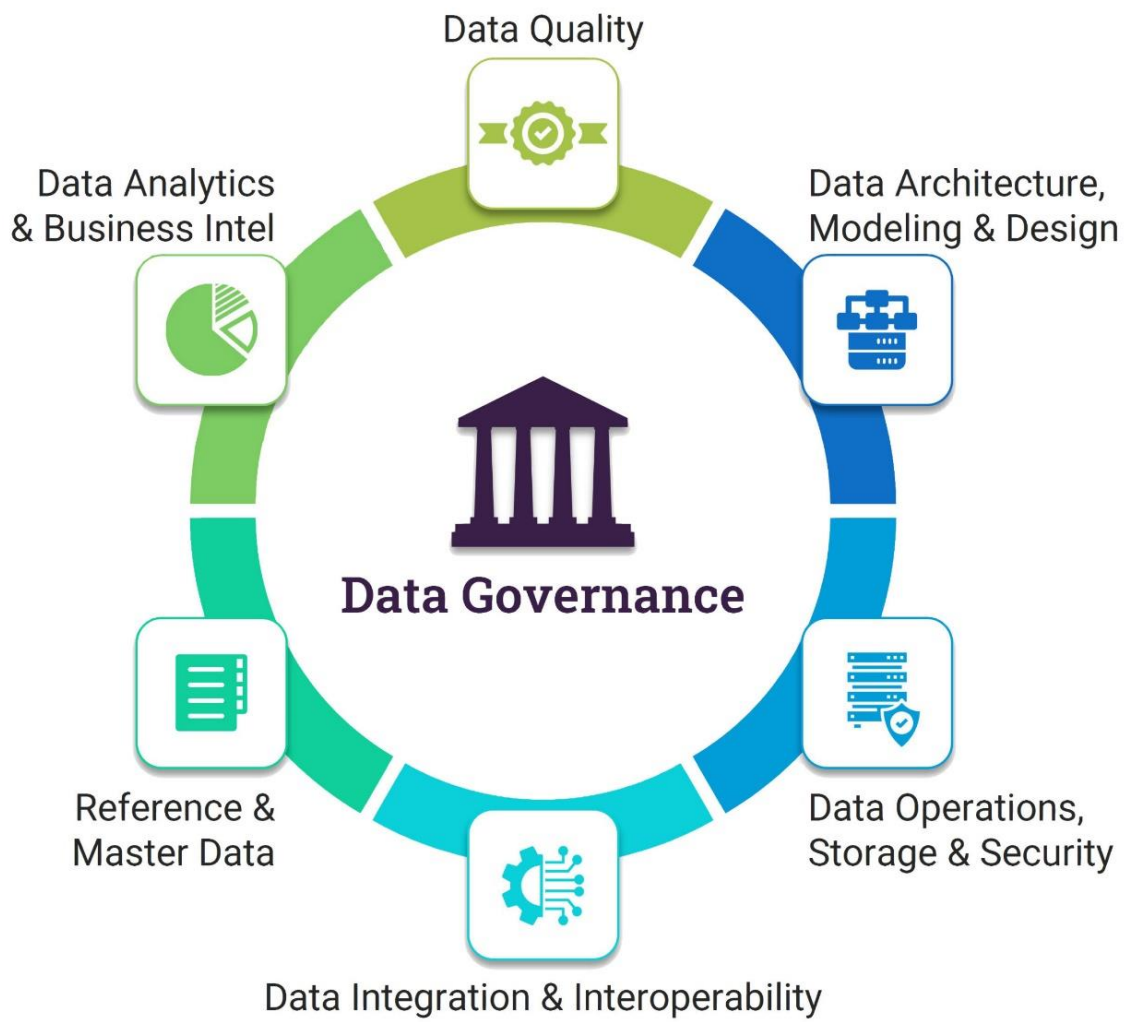 Data Quality
Data Architecture,
Modeling & Design
Data Operations,
Storage & Security
Data Integration & Interoperability
Reference &
Master Data
Data Analytics
& Business Intel
Data Governance